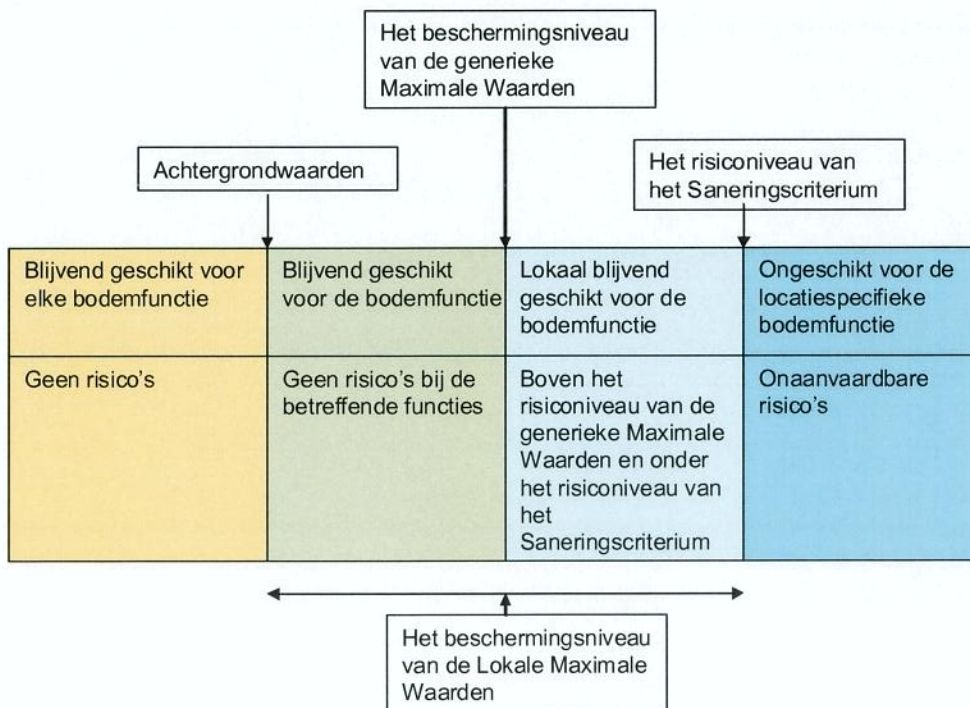 Het beschermingsniveau
van de generieke
Maximale Waarden
Achtergrondwaarden
Het risiconiveau van
het Saneringscriterium
Blijvend geschikt voor
elke bodemfunctie
Blijvend geschikt
voor de bodemfunctie
Lokaal blijvend
geschikt voor de
bodemfunctie
Ongeschikt voor de
locatiespecifieke
bodemfunctie
Geen risico's
Geen risico's bij de
betreffende functies
Boven het
risiconiveau van de
generieke Maximale
Waarden en onder
het risiconiveau van
het
Saneringscriterium
Onaanvaardbare
risico's
Het beschermingsniveau
van de Lokale Maximale
Waarden